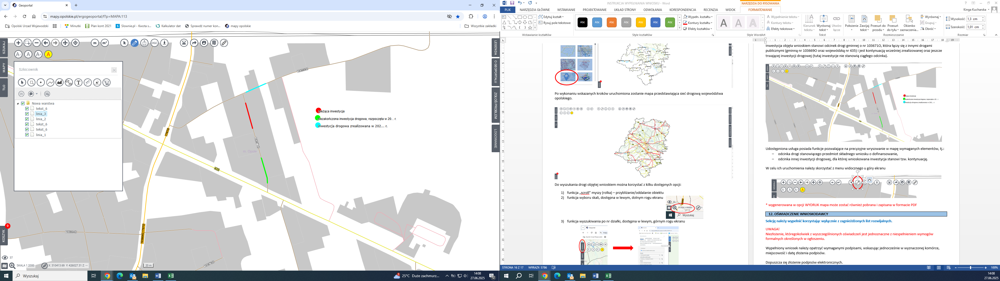 Geoportal
mapy.opolskie.pl/ergogeoportal/f?p=MAPA:113
Opolski Urzad Wojewodzki
Minutki
Plan kont 2021
Slownie.pl - Kwota s...
Kalkulator dat
Sprawdź numer kon...
mapy opolskie
Wszystkie zakładki
SZUKAJ
MAPY
TŁO
KOSZYK
0
m
m²
OGC
A-
A
A+
A
Szkicownik
Nowa warstwa
tekst_6
linia_3
linia_2
tekst_6
tekst_6
linia_1
LEGENDA
O GEOPORTALU
ZGŁOŚ PROBLEM
LOGOWANIE
103669O
1707O
103671O
m. Opole
435
103664O
103664O 1707O
bieżąca inwestycja
niezakończona inwestycja drogowa, rozpoczęta w 20... r.
inwestycja drogowa zrealizowana w 202... r.
37
SKALA 1:2000
X: 310413.69 Y: 426027.31 Z: --
20 m
Wyszukaj
25°C Duże zachmurz...
14:08
27.06.2025
INSTRUKCJA WYPEŁNIANIA WNIOSKU - Word
NARZĘDZIA DO RYSOWANIA
PLIK
NARZĘDZIA GŁÓWNE
WSTAWIANIE
PROJEKTOWANIE
UKŁAD STRONY
ODWOŁANIA
KORESPONDENCJA
RECENZJA
WIDOK
FORMATOWANIE
Kinga Kucharska
Edytuj kształt
Rysuj pole tekstowe
Wstawianie kształtów
Abc Abc Abc Abc Abc Abc Abc
Wypełn. kształtu
Kontury kształtu
Efekty kształtów
Style kształtów
A A A
Wypełnienie tekstu
Kontury tekstu
Efekty tekstowe
Style WordArt
Kierunek tekstu
Wyrównaj tekst
Utwórz łącze
Tekst
Położenie
Zawijaj tekst
Przesuń do przodu
Przesuń do tyłu
Okienko zaznaczenia...
Wyrównaj
Grupuj
Obróć
Rozmieszczanie
Wysokość: 1,3 cm
Szerokość: 1,01 cm
Rozmiar
Po wykonaniu wskazanych kroków uruchomiona zostanie mapa przedstawiająca sieć drogową województwa
opolskiego.
Do wyszukania drogi objętej wnioskiem można korzystać z kilku dostępnych opcji:
1) funkcja „scroll” myszy (rolka) – przybliżanie/oddalanie obiektu
2) funkcja wyboru skali, dostępna w lewym, dolnym rogu ekranu
Wyszukaj
3) funkcja wyszukiwania po nr działki, dostępna w lewym, górnym rogu ekranu
Inwestycja objęta wnioskiem stanowi odcinek drogi gminnej o nr 103671O, która łączy się z innymi drogami
publicznymi (gminną nr 103669O oraz wojewódzką nr 435) i jest kontynuacją wcześniej zrealizowanej oraz jeszcze
trwającej inwestycji drogowej (tutaj inwestycje nie stanowią ciągłego odcinka).
Udostępniona usługa posiada funkcje pozwalające na precyzyjne wrysowanie w mapę wymaganych elementów, tj.:
– odcinka drogi stanowiącego przedmiot składnego wniosku o dofinansowanie,
– odcinka innej inwestycji drogowej, dla której wnioskowana inwestycja stanowi tzw. kontynuację.
W celu ich uruchomienia należy skorzystać z menu widocznego u góry ekranu
* wygenerowana w opcji WYDRUK mapa może zostać również pobrana i zapisana w formacie PDF
12. OŚWIADCZENIE WNIOSKODAWCY
Sekcję należy wypełnić korzystając wyłącznie z zagnieżdżonych list rozwijalnych.
UWAGA!
Niezłożenie, któregokolwiek z wyszczególnionych oświadczeń jest jednoznaczne z niespełnieniem wymogów
formalnych określonych w ogłoszeniu.
Wypełniony wniosek należy opatrzyć wymaganymi podpisami, wskazując jednocześnie w wyznaczonej komórce,
miejscowość i datę złożenia podpisów.
Dopuszcza się złożenie podpisów elektronicznych.
STRONA 16 Z 17
WYRAZY: 5786
100%
14:08
27.06.2025